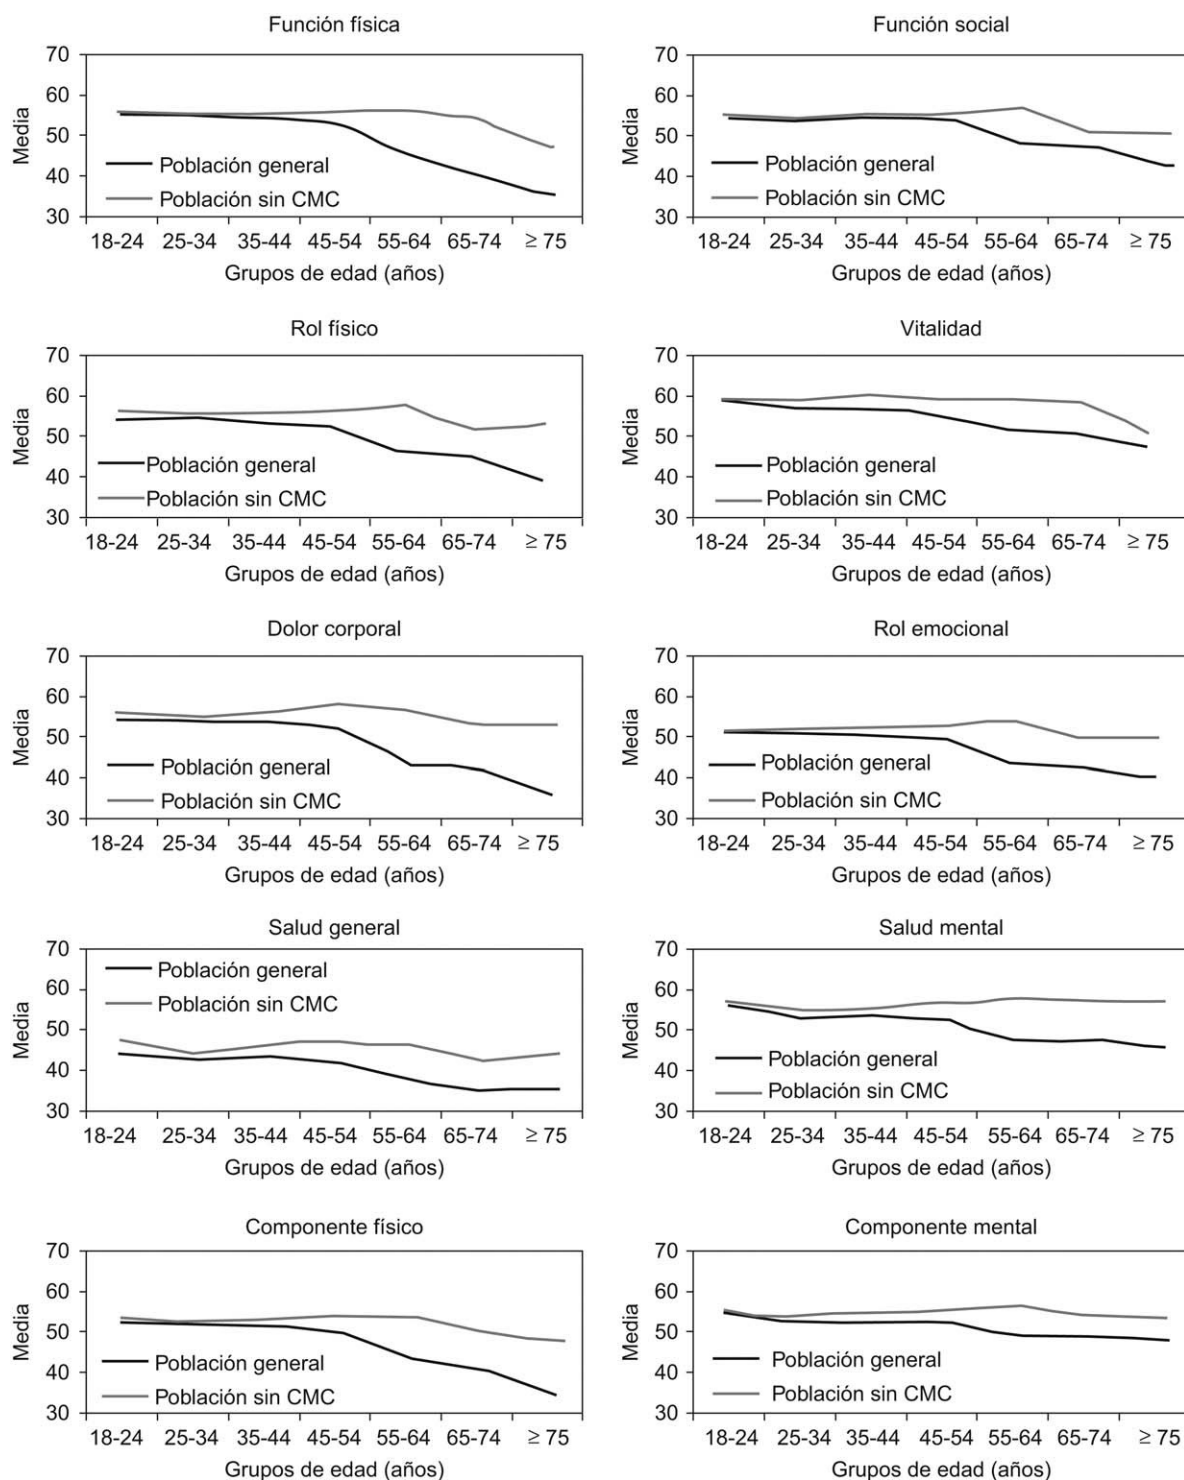 Función física
70
60
50
40
30
Media
Población general
Población sin CMC
18-24 25-34 35-44 45-54 55-64 65-74 ≥ 75
Grupos de edad (años)
Función social
70
60
50
40
30
Media
Población general
Población sin CMC
18-24 25-34 35-44 45-54 55-64 65-74 ≥ 75
Grupos de edad (años)
Rol físico
70
60
50
40
30
Media
Población general
Población sin CMC
18-24 25-34 35-44 45-54 55-64 65-74 ≥ 75
Grupos de edad (años)
Vitalidad
70
60
50
40
30
Media
Población general
Población sin CMC
18-24 25-34 35-44 45-54 55-64 65-74 ≥ 75
Grupos de edad (años)
Dolor corporal
70
60
50
40
30
Media
Población general
Población sin CMC
18-24 25-34 35-44 45-54 55-64 65-74 ≥ 75
Grupos de edad (años)
Rol emocional
70
60
50
40
30
Media
Población general
Población sin CMC
18-24 25-34 35-44 45-54 55-64 65-74 ≥ 75
Grupos de edad (años)
Salud general
70
60
50
40
30
Media
Población general
Población sin CMC
18-24 25-34 35-44 45-54 55-64 65-74 ≥ 75
Grupos de edad (años)
Salud mental
70
60
50
40
30
Media
Población general
Población sin CMC
18-24 25-34 35-44 45-54 55-64 65-74 ≥ 75
Grupos de edad (años)
Componente físico
70
60
50
40
30
Media
Población general
Población sin CMC
18-24 25-34 35-44 45-54 55-64 65-74 ≥ 75
Grupos de edad (años)
Componente mental
70
60
50
40
30
Media
Población general
Población sin CMC
18-24 25-34 35-44 45-54 55-64 65-74 ≥ 75
Grupos de edad (años)